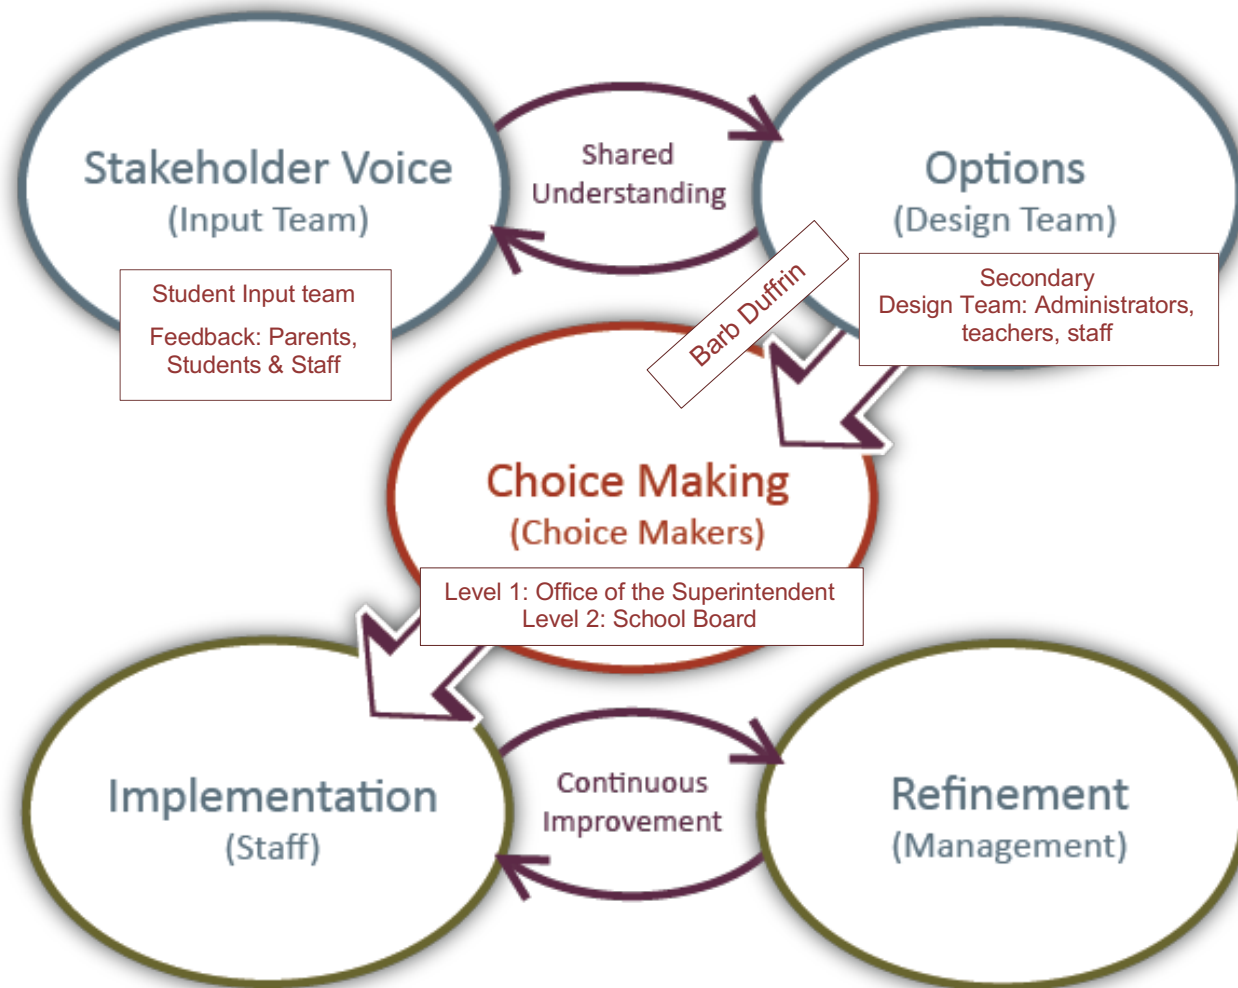 Stakeholder Voice
(Input Team)
Student Input team
Feedback: Parents,
Students & Staff
Shared
Understanding
Options
(Design Team)
Secondary
Design Team: Administrators,
teachers, staff
Barb Duffrin
Choice Making
(Choice Makers)
Level 1: Office of the Superintendent
Level 2: School Board
Implementation
(Staff)
Continuous
Improvement
Refinement
(Management)